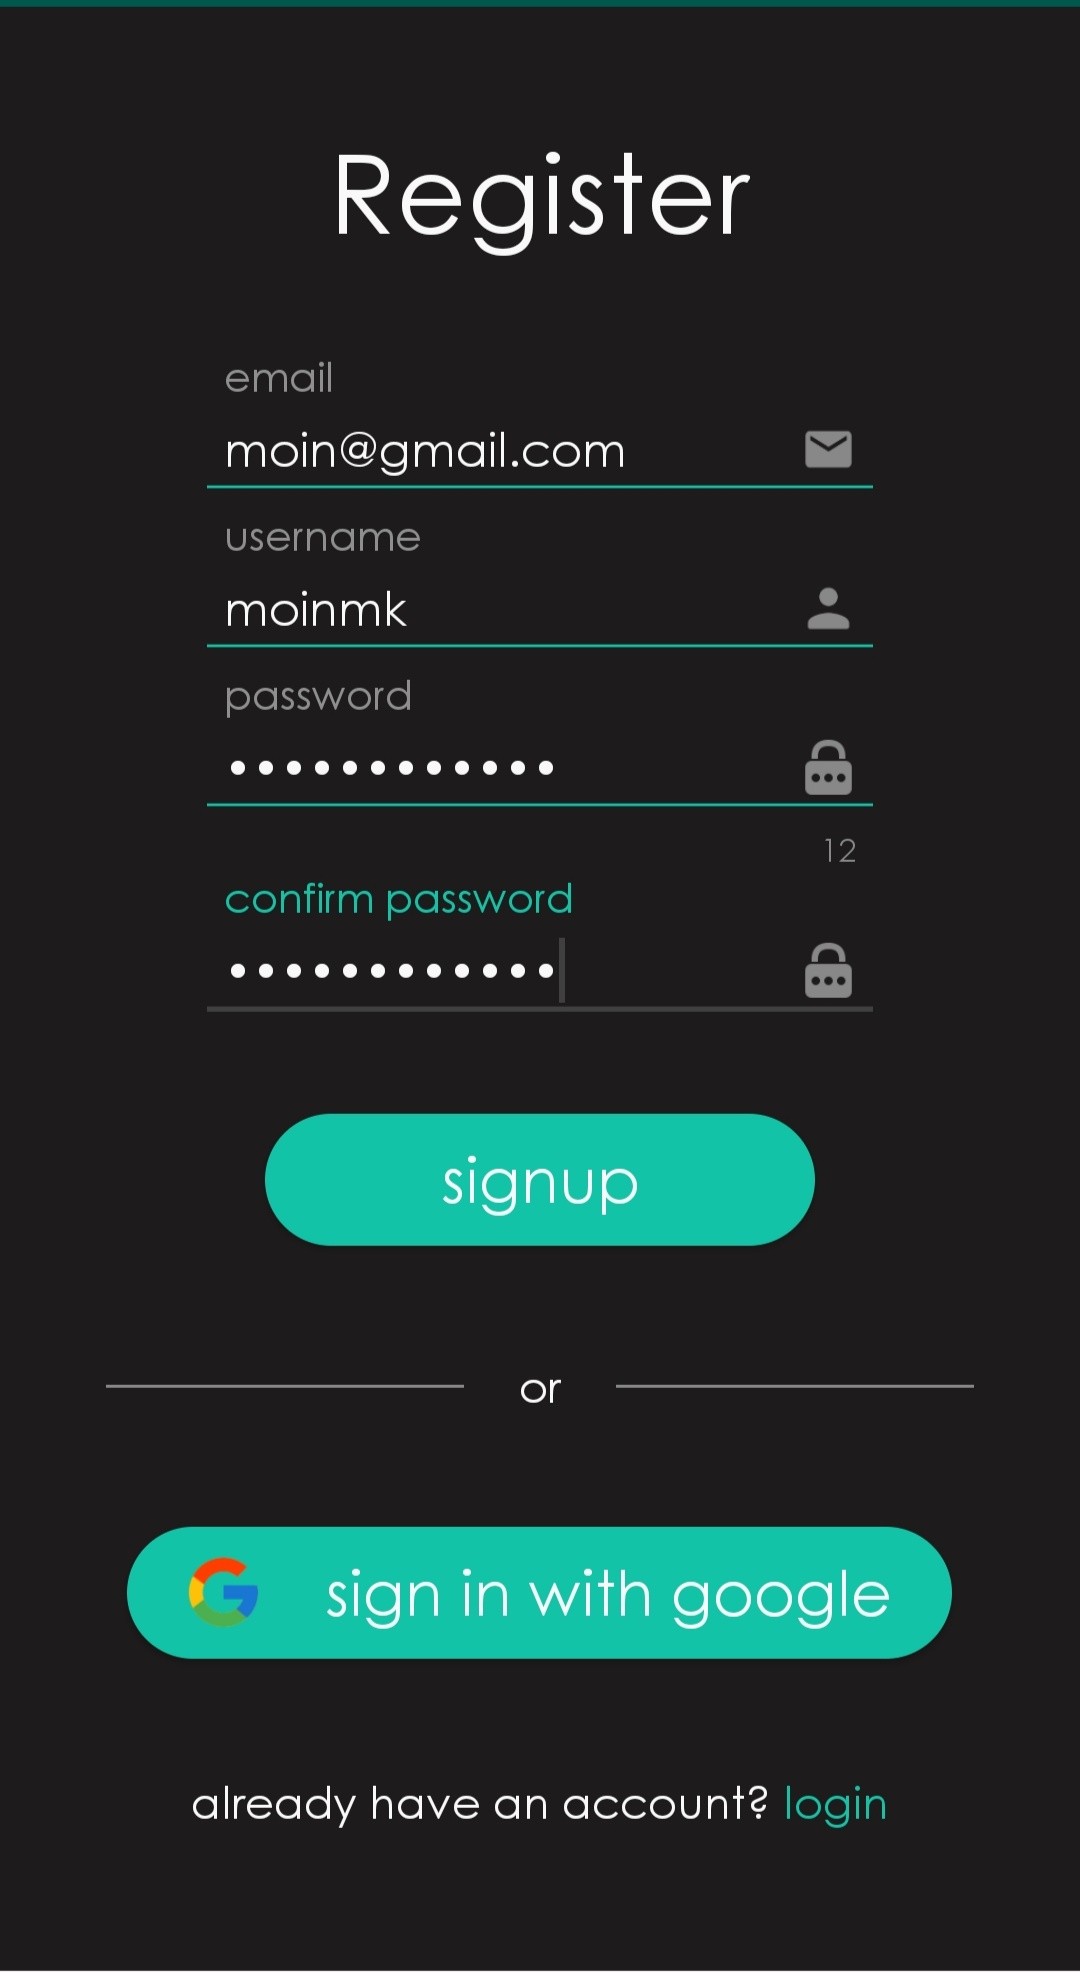 Register
email
moin@gmail.com
username
moinmk
password
••••••••••••
12
confirm password
••••••••••••
signup
or
sign in with google
already have an account? login